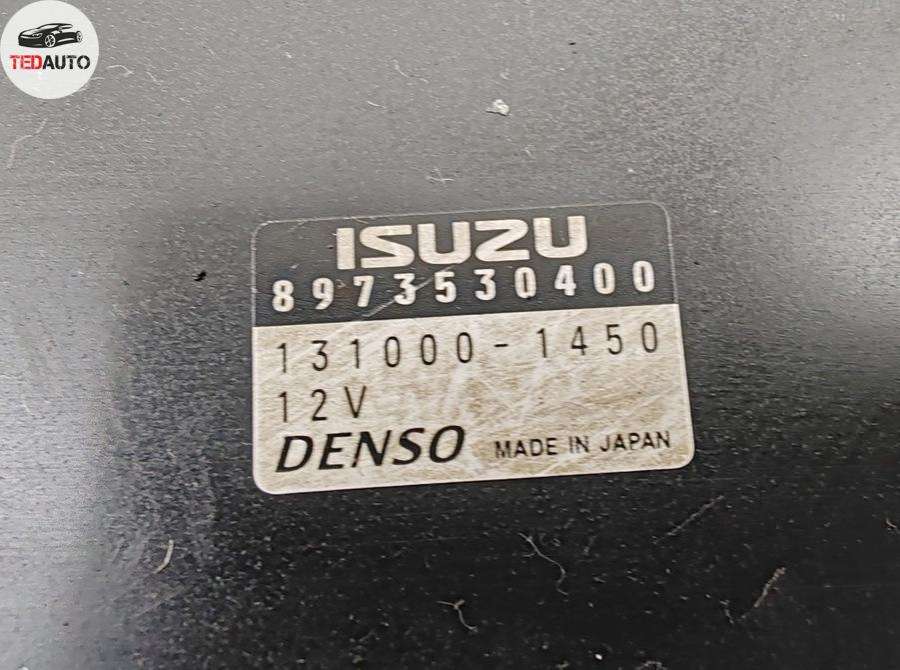 TEDAUTO
ISUZU
8973530400
131000-1450
12V
DENSO MADE IN JAPAN